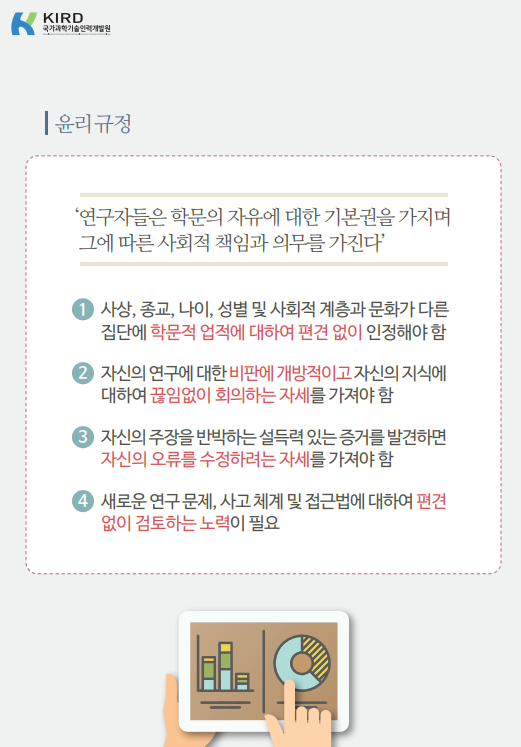 KIRD
국가과학기술인력개발원
윤리규정
‘연구자들은 학문의 자유에 대한 기본권을 가지며
그에 따른 사회적 책임과 의무를 가진다’
1 사상, 종교, 나이, 성별 및 사회적 계층과 문화가 다른
집단에 학문적 업적에 대하여 편견 없이 인정해야 함
2 자신의 연구에 대한 비판에 개방적이고 자신의 지식에
대하여 끊임없이 회의하는 자세를 가져야 함
3 자신의 주장을 반박하는 설득력 있는 증거를 발견하면
자신의 오류를 수정하려는 자세를 가져야 함
4 새로운 연구 문제, 사고 체계 및 접근법에 대하여 편견
없이 검토하는 노력이 필요